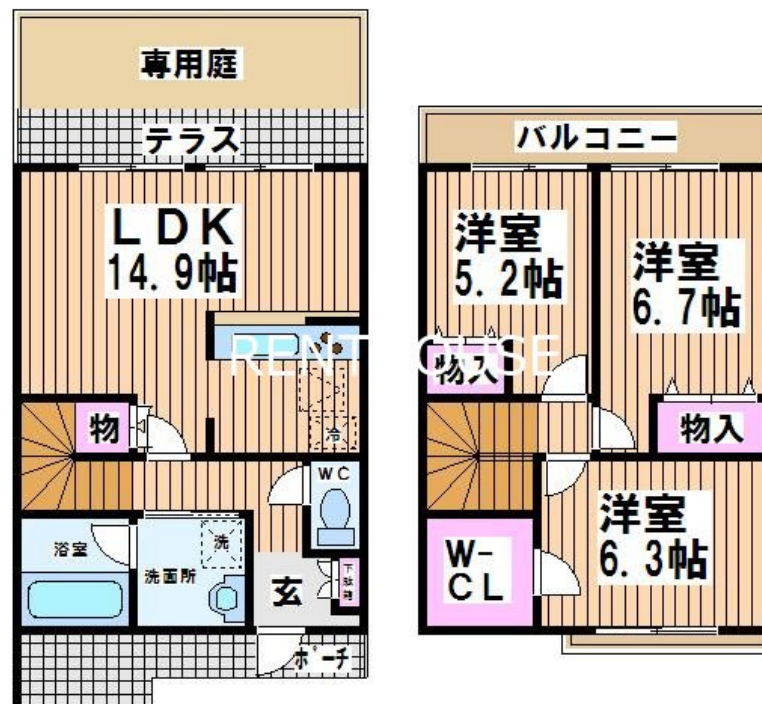 専用庭
テラス
LDK
14.9帖
冷
物
WC
浴室
洗
洗面所
玄
下駄箱
ポーチ
バルコニー
洋室
5.2帖
洋室
6.7帖
物入
物入
洋室
6.3帖
W-
CL
RENT HOUSE